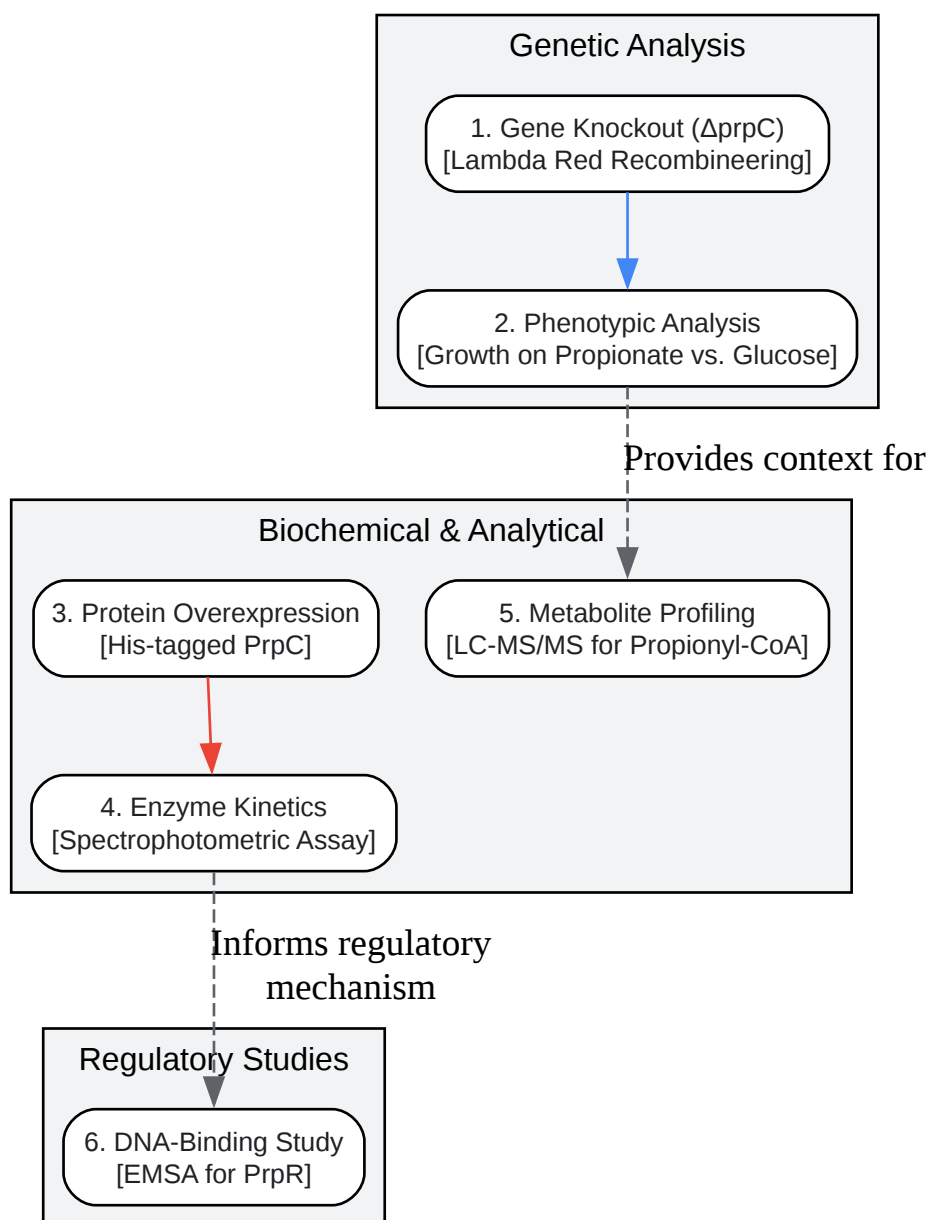 Genetic Analysis
1. Gene Knockout (ΔprpC)
[Lambda Red Recombineering]
2. Phenotypic Analysis
[Growth on Propionate vs. Glucose]
Provides context for
Biochemical & Analytical
3. Protein Overexpression
[His-tagged PrpC]
5. Metabolite Profiling
[LC-MS/MS for Propionyl-CoA]
4. Enzyme Kinetics
[Spectrophotometric Assay]
Informs regulatory
mechanism
Regulatory Studies
6. DNA-Binding Study
[EMSA for PrpR]